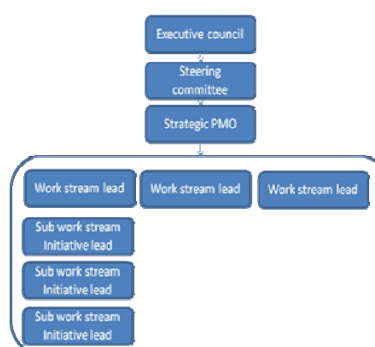 Executive council
Steering
committee
Strategic PMO
Work stream lead
Work stream lead
Work stream lead
Sub work stream
Initiative lead
Sub work stream
Initiative lead
Sub work stream
Initiative lead